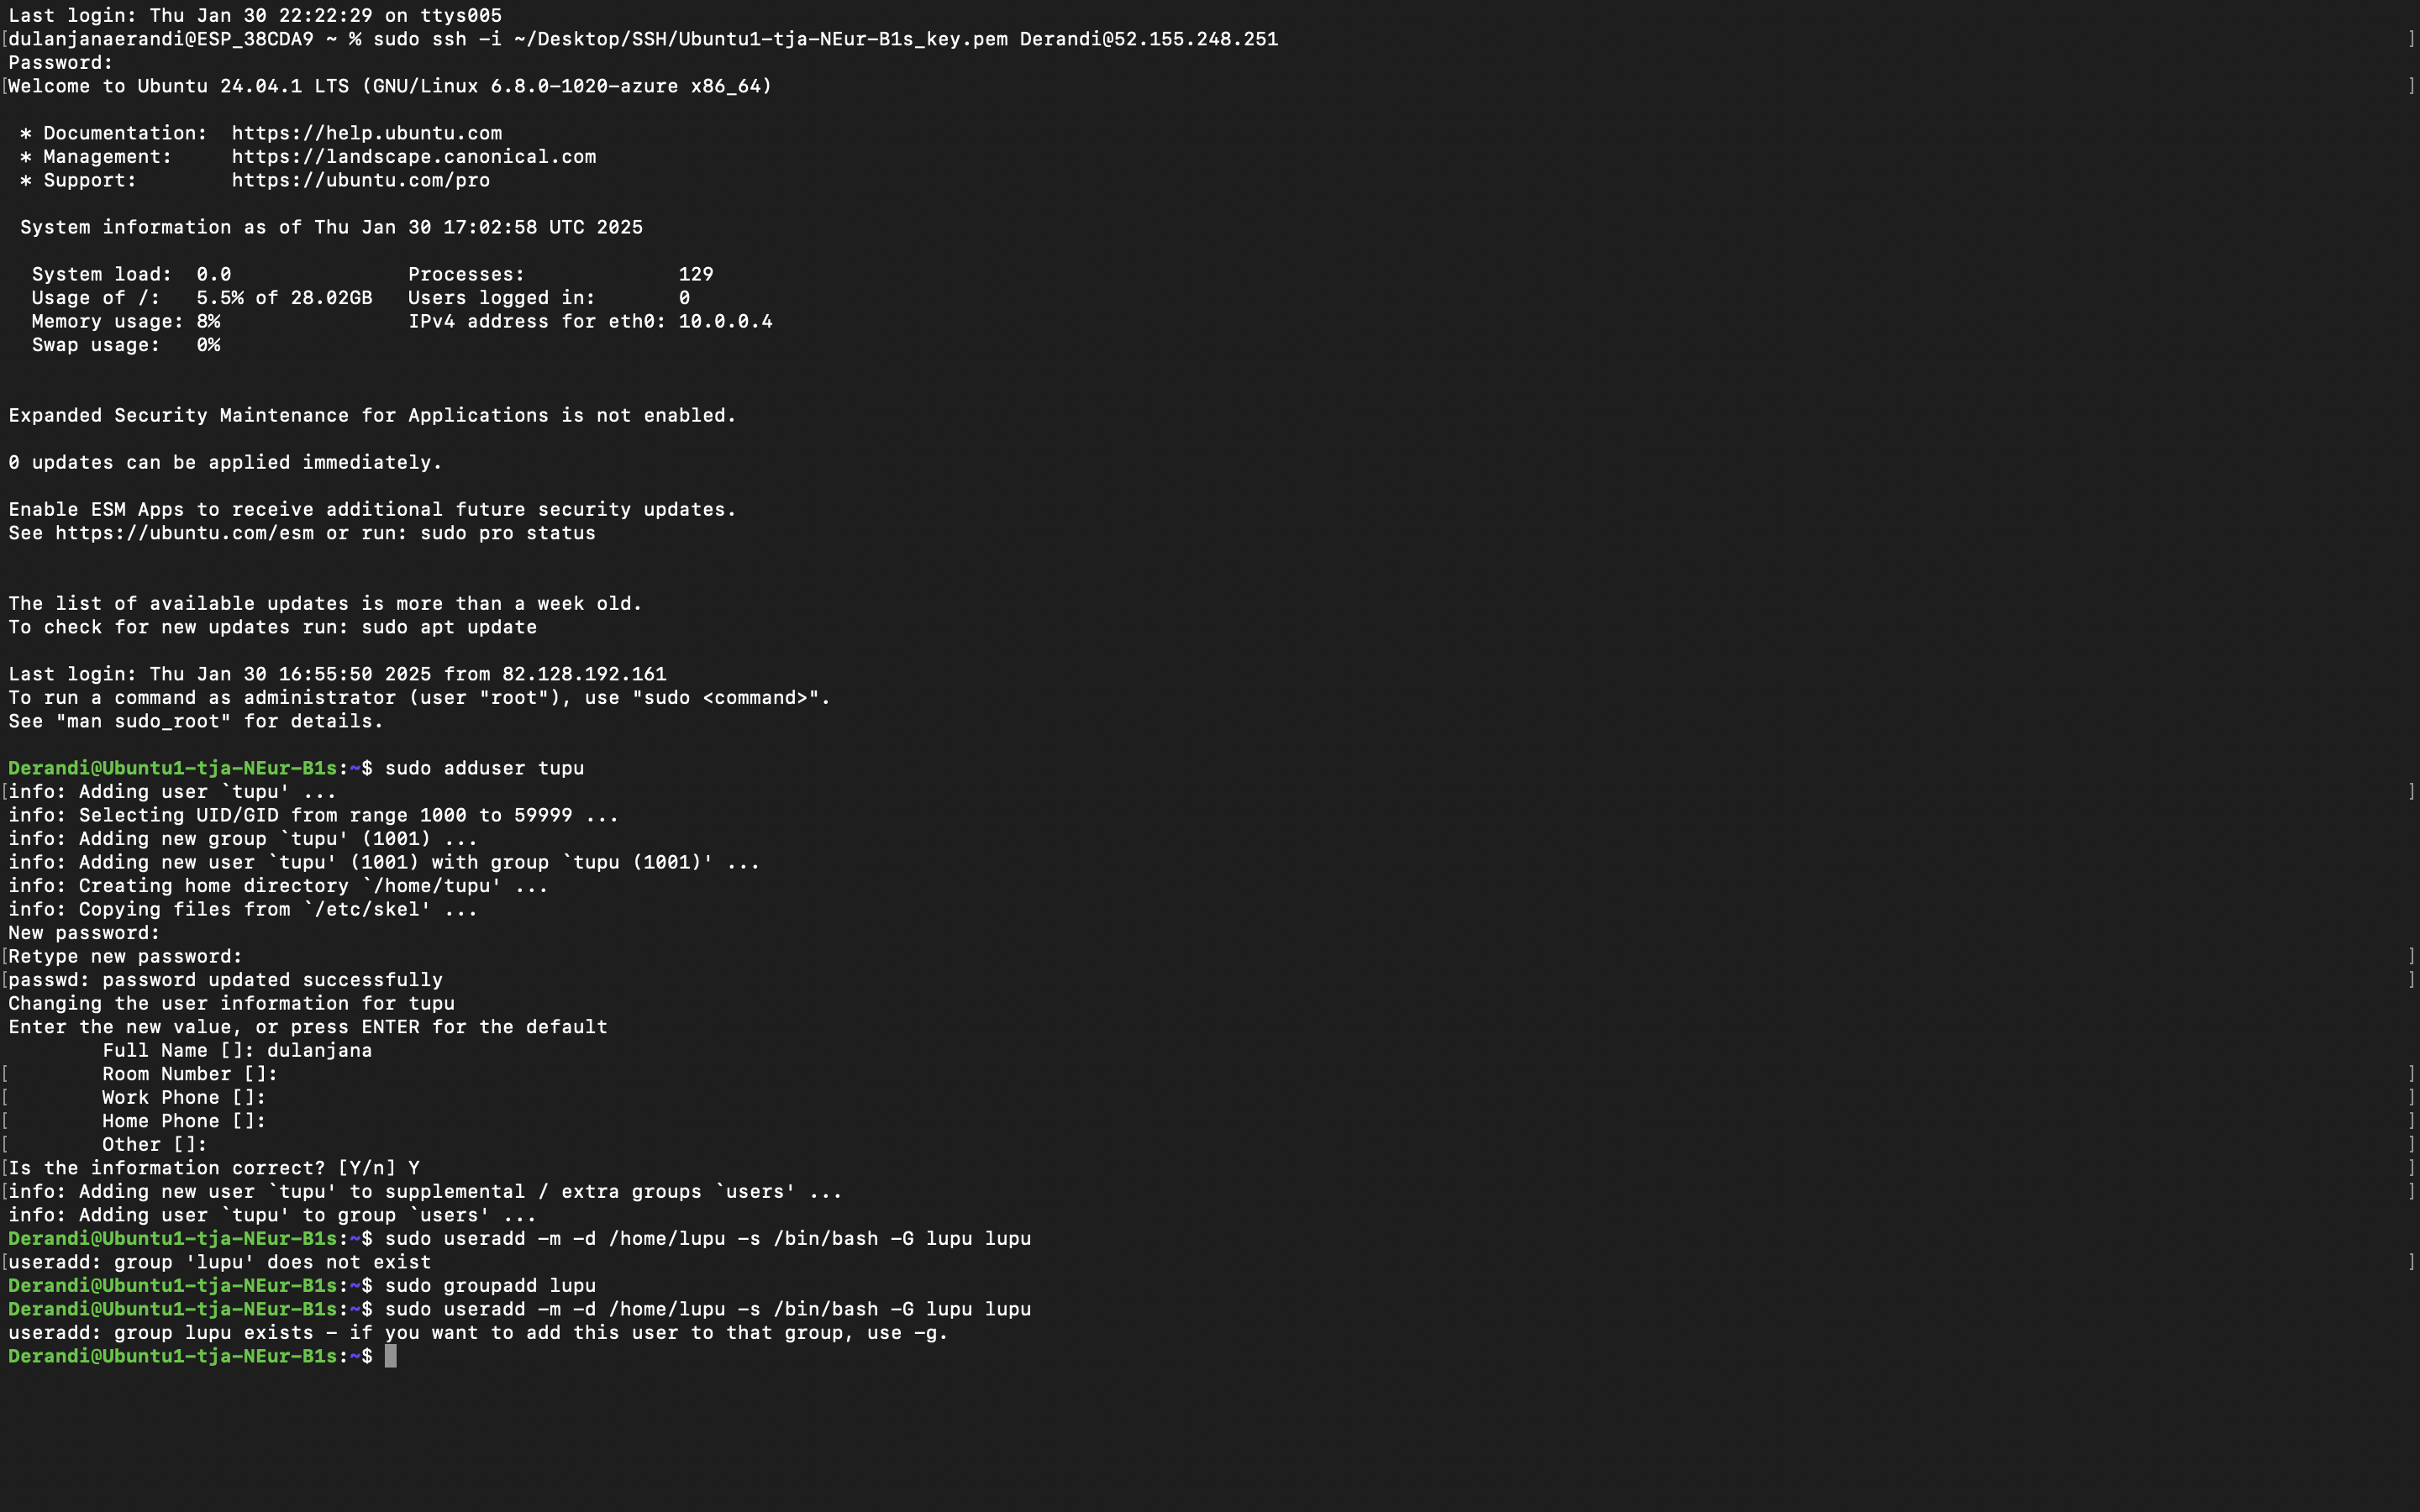 Last login: Thu Jan 30 22:22:29 on ttys005
[dulanjanaerandi@ESP_38CDA9 ~ % sudo ssh -i ~/Desktop/SSH/Ubuntu1-tja-NEur-B1s_key.pem Derandi@52.155.248.251 ]
Password:
[Welcome to Ubuntu 24.04.1 LTS (GNU/Linux 6.8.0-1020-azure x86_64) ]
* Documentation: https://help.ubuntu.com
* Management: https://landscape.canonical.com
* Support: https://ubuntu.com/pro
System information as of Thu Jan 30 17:02:58 UTC 2025
System load: 0.0 Processes: 129
Usage of /: 5.5% of 28.02GB Users logged in: 0
Memory usage: 8% IPv4 address for eth0: 10.0.0.4
Swap usage: 0%
Expanded Security Maintenance for Applications is not enabled.
0 updates can be applied immediately.
Enable ESM Apps to receive additional future security updates.
See https://ubuntu.com/esm or run: sudo pro status
The list of available updates is more than a week old.
To check for new updates run: sudo apt update
Last login: Thu Jan 30 16:55:50 2025 from 82.128.192.161
To run a command as administrator (user "root"), use "sudo <command>".
See "man sudo_root" for details.
Derandi@Ubuntu1-tja-NEur-B1s:~$ sudo adduser tupu
[info: Adding user `tupu' ... ]
info: Selecting UID/GID from range 1000 to 59999 ...
info: Adding new group `tupu' (1001) ...
info: Adding new user `tupu' (1001) with group `tupu (1001)' ...
info: Creating home directory `/home/tupu' ...
info: Copying files from `/etc/skel' ...
New password:
[Retype new password: ]
[passwd: password updated successfully ]
Changing the user information for tupu
Enter the new value, or press ENTER for the default
Full Name []: dulanjana
[ Room Number []: ]
[ Work Phone []: ]
[ Home Phone []: ]
[ Other []: ]
[Is the information correct? [Y/n] Y ]
[info: Adding new user `tupu' to supplemental / extra groups `users' ... ]
info: Adding user `tupu' to group `users' ...
Derandi@Ubuntu1-tja-NEur-B1s:~$ sudo useradd -m -d /home/lupu -s /bin/bash -G lupu lupu
[useradd: group 'lupu' does not exist ]
Derandi@Ubuntu1-tja-NEur-B1s:~$ sudo groupadd lupu
Derandi@Ubuntu1-tja-NEur-B1s:~$ sudo useradd -m -d /home/lupu -s /bin/bash -G lupu lupu
useradd: group lupu exists - if you want to add this user to that group, use -g.
Derandi@Ubuntu1-tja-NEur-B1s:~$